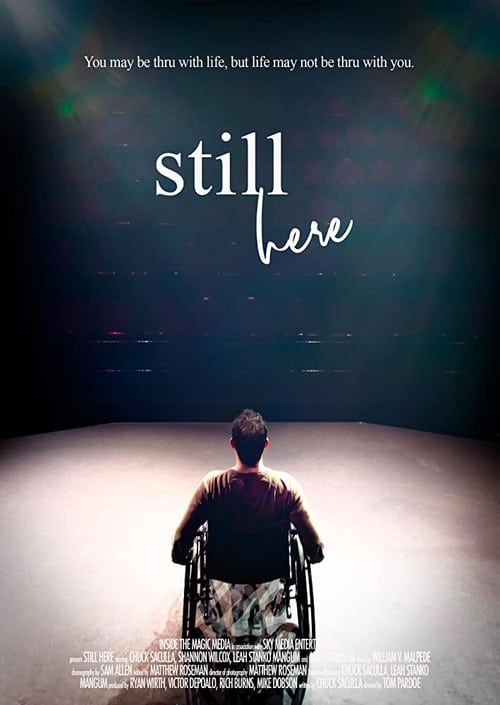 You may be thru with life, but life may not be thru with you.
still
here
INSIDE THE MAGIC MEDIA in association with SKY MEDIA
present STILL HERE starring CHUCK SACULLA, SHANNON WILCOX, LEAH STANKO MANGUM and music by WILLIAM V. MALPEDE
choreography by SAM ALLEN edited by MATTHEW ROSEMAN director of photography MATTHEW ROSEMAN CHUCK SACULLA, LEAH STANKO
MANGUM produced by RYAN WIRTH, VICTOR DEPOALO, RICH BURNS, MIKE DOBSON written by CHUCK SACULLA directed by TOM PARDOE